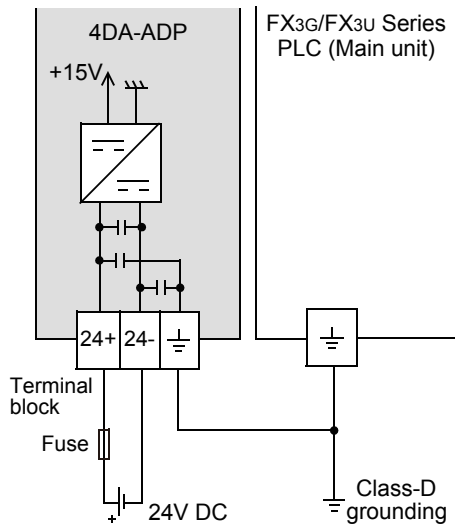 4DA-ADP
FX3G/FX3U Series
PLC (Main unit)
+15V
24+ 24-
Terminal
block
Fuse
+
24V DC
Class-D
grounding